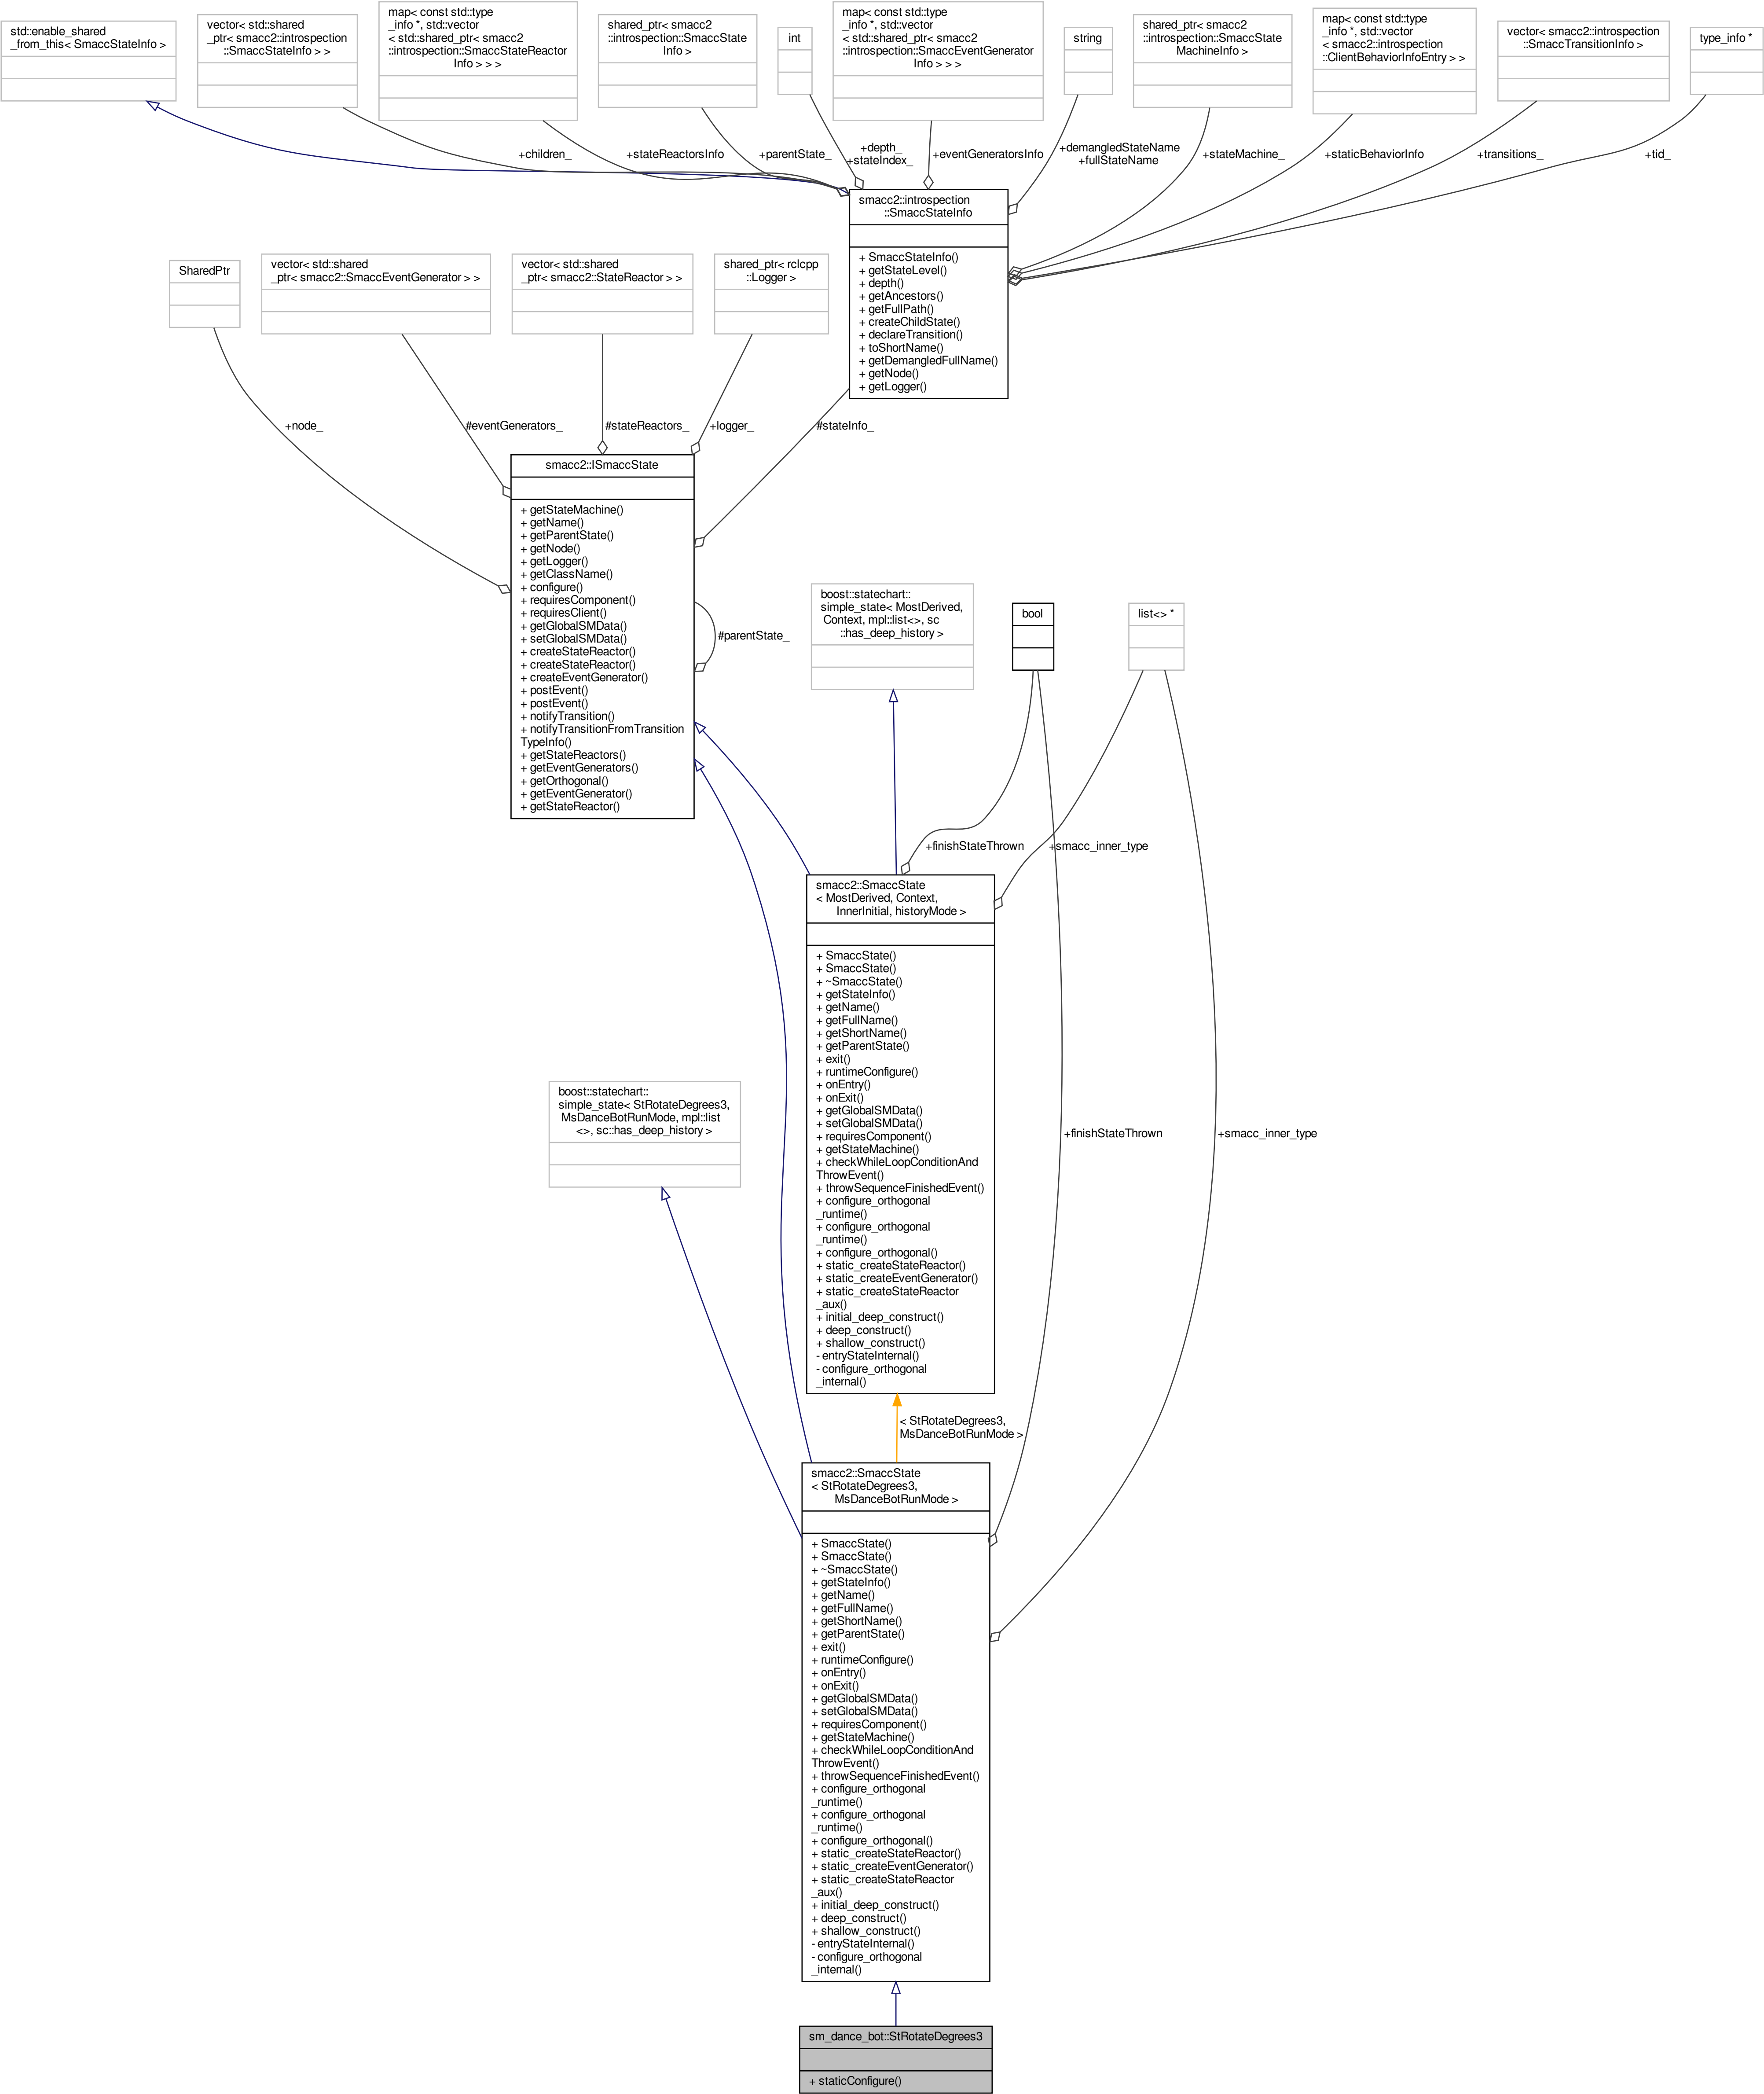 std::enable_shared
_from_this< SmaccStateInfo >
vector< std::shared
_ptr< smacc2::introspection
::SmaccStateInfo > >
map< const std::type
_info *, std::vector
< std::shared_ptr< smacc2
::introspection::SmaccStateReactor
Info > > >
shared_ptr< smacc2
::introspection::SmaccState
Info >
int
map< const std::type
_info *, std::vector
< std::shared_ptr< smacc2
::introspection::SmaccEventGenerator
Info > > >
string
shared_ptr< smacc2
::introspection::SmaccState
MachineInfo >
map< const std::type
_info *, std::vector
< smacc2::introspection
::ClientBehaviorInfoEntry > >
vector< smacc2::introspection
::SmaccTransitionInfo >
type_info *
+children_
+stateReactorsInfo
+parentState_
+depth_
+stateIndex_
+eventGeneratorsInfo
+demangledStateName
+fullStateName
+stateMachine_
+staticBehaviorInfo
+transitions_
+tid_
smacc2::introspection
::SmaccStateInfo
+ SmaccStateInfo()
+ getStateLevel()
+ depth()
+ getAncestors()
+ getFullPath()
+ createChildState()
+ declareTransition()
+ toShortName()
+ getDemangledFullName()
+ getNode()
+ getLogger()
SharedPtr
vector< std::shared
_ptr< smacc2::SmaccEventGenerator > >
vector< std::shared
_ptr< smacc2::StateReactor > >
shared_ptr< rclcpp
::Logger >
+node_
#eventGenerators_
#stateReactors_
+logger_
#stateInfo_
smacc2::ISmaccState
+ getStateMachine()
+ getName()
+ getParentState()
+ getNode()
+ getLogger()
+ getClassName()
+ configure()
+ requiresComponent()
+ requiresClient()
+ getGlobalSMData()
+ setGlobalSMData()
+ createStateReactor()
+ createStateReactor()
+ createEventGenerator()
+ postEvent()
+ postEvent()
+ notifyTransition()
+ notifyTransitionFromTransition
TypeInfo()
+ getStateReactors()
+ getEventGenerators()
+ getOrthogonal()
+ getEventGenerator()
+ getStateReactor()
#parentState_
boost::statechart::
simple_state< MostDerived,
Context, mpl::list<>, sc
::has_deep_history >
bool
list<> *
+finishStateThrown
+smacc_inner_type
smacc2::SmaccState
< MostDerived, Context,
InnerInitial, historyMode >
+ SmaccState()
+ SmaccState()
+ ~SmaccState()
+ getStateInfo()
+ getName()
+ getFullName()
+ getShortName()
+ getParentState()
+ exit()
+ runtimeConfigure()
+ onEntry()
+ onExit()
+ getGlobalSMData()
+ setGlobalSMData()
+ requiresComponent()
+ getStateMachine()
+ checkWhileLoopConditionAnd
ThrowEvent()
+ throwSequenceFinishedEvent()
+ configure_orthogonal
_runtime()
+ configure_orthogonal
_runtime()
+ configure_orthogonal()
+ static_createStateReactor()
+ static_createEventGenerator()
+ static_createStateReactor
_aux()
+ initial_deep_construct()
+ deep_construct()
+ shallow_construct()
- entryStateInternal()
- configure_orthogonal
_internal()
boost::statechart::
simple_state< StRotateDegrees3,
MsDanceBotRunMode, mpl::list
<>, sc::has_deep_history >
+finishStateThrown
+smacc_inner_type
< StRotateDegrees3,
MsDanceBotRunMode >
smacc2::SmaccState
< StRotateDegrees3,
MsDanceBotRunMode >
+ SmaccState()
+ SmaccState()
+ ~SmaccState()
+ getStateInfo()
+ getName()
+ getFullName()
+ getShortName()
+ getParentState()
+ exit()
+ runtimeConfigure()
+ onEntry()
+ onExit()
+ getGlobalSMData()
+ setGlobalSMData()
+ requiresComponent()
+ getStateMachine()
+ checkWhileLoopConditionAnd
ThrowEvent()
+ throwSequenceFinishedEvent()
+ configure_orthogonal
_runtime()
+ configure_orthogonal
_runtime()
+ configure_orthogonal()
+ static_createStateReactor()
+ static_createEventGenerator()
+ static_createStateReactor
_aux()
+ initial_deep_construct()
+ deep_construct()
+ shallow_construct()
- entryStateInternal()
- configure_orthogonal
_internal()
sm_dance_bot::StRotateDegrees3
+ staticConfigure()